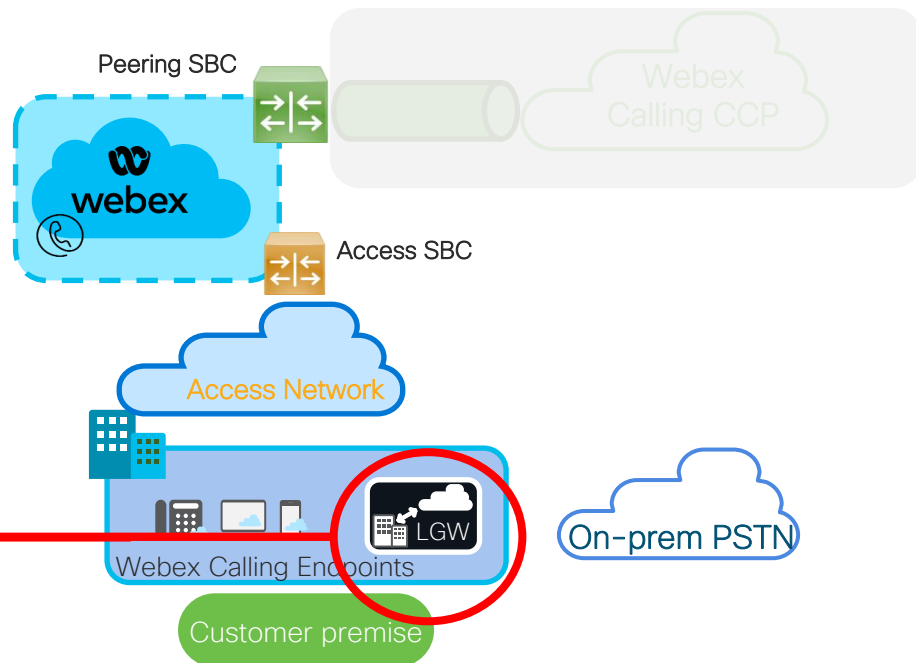 Peering SBC
Webex
Calling CCP
webex
Access SBC
Access Network
LGW
On-prem PSTN
Webex Calling Endpoints
Customer premise